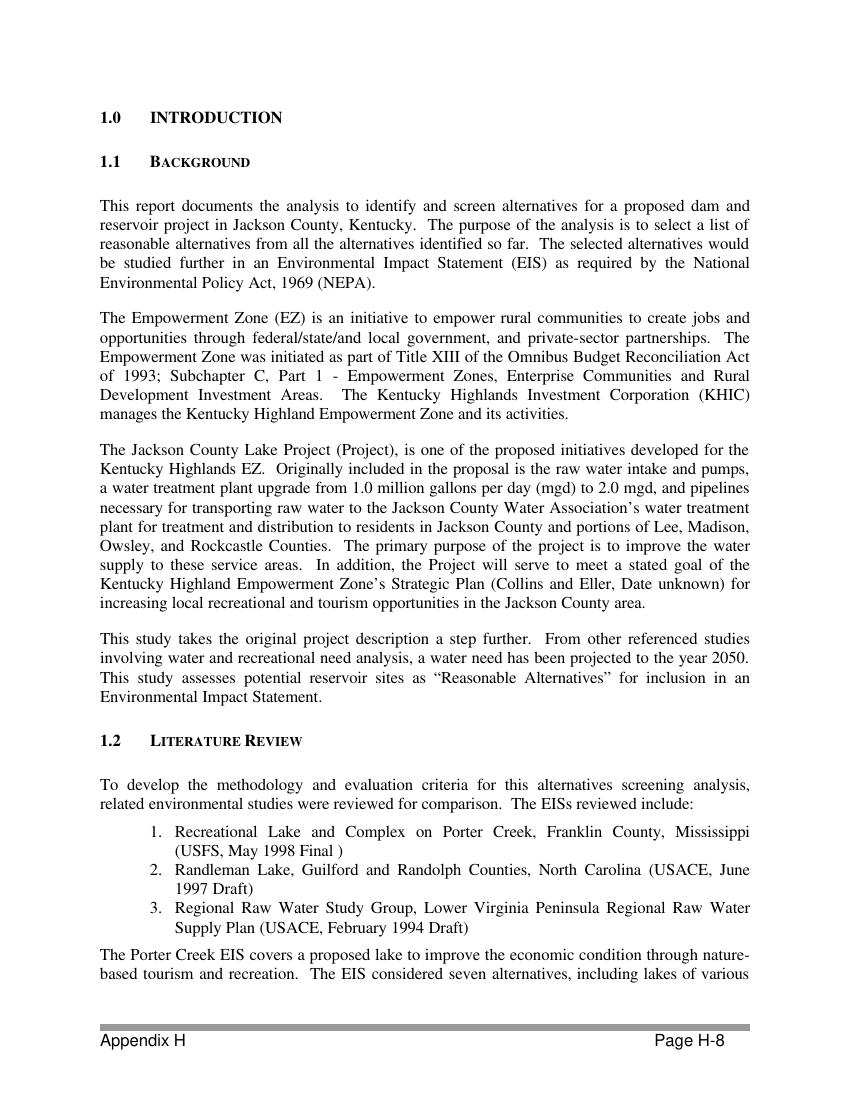 1.0 INTRODUCTION
1.1 BACKGROUND
This report documents the analysis to identify and screen alternatives for a proposed dam and
reservoir project in Jackson County, Kentucky. The purpose of the analysis is to select a list of
reasonable alternatives from all the alternatives identified so far. The selected alternatives would
be studied further in an Environmental Impact Statement (EIS) as required by the National
Environmental Policy Act, 1969 (NEPA).
The Empowerment Zone (EZ) is an initiative to empower rural communities to create jobs and
opportunities through federal/state/and local government, and private-sector partnerships. The
Empowerment Zone was initiated as part of Title XIII of the Omnibus Budget Reconciliation Act
of 1993; Subchapter C, Part 1 - Empowerment Zones, Enterprise Communities and Rural
Development Investment Areas. The Kentucky Highlands Investment Corporation (KHIC)
manages the Kentucky Highland Empowerment Zone and its activities.
The Jackson County Lake Project (Project), is one of the proposed initiatives developed for the
Kentucky Highlands EZ. Originally included in the proposal is the raw water intake and pumps,
a water treatment plant upgrade from 1.0 million gallons per day (mgd) to 2.0 mgd, and pipelines
necessary for transporting raw water to the Jackson County Water Association's water treatment
plant for treatment and distribution to residents in Jackson County and portions of Lee, Madison,
Owsley, and Rockcastle Counties. The primary purpose of the project is to improve the water
supply to these service areas. In addition, the Project will serve to meet a stated goal of the
Kentucky Highland Empowerment Zone's Strategic Plan (Collins and Eller, Date unknown) for
increasing local recreational and tourism opportunities in the Jackson County area.
This study takes the original project description a step further. From other referenced studies
involving water and recreational need analysis, a water need has been projected to the year 2050.
This study assesses potential reservoir sites as “Reasonable Alternatives” for inclusion in an
Environmental Impact Statement.
1.2 LITERATURE REVIEW
To develop the methodology and evaluation criteria for this alternatives screening analysis,
related environmental studies were reviewed for comparison. The EISs reviewed include:
1. Recreational Lake and Complex on Porter Creek, Franklin County, Mississippi
(USFS, May 1998 Final )
2. Randleman Lake, Guilford and Randolph Counties, North Carolina (USACE, June
1997 Draft)
3. Regional Raw Water Study Group, Lower Virginia Peninsula Regional Raw Water
Supply Plan (USACE, February 1994 Draft)
The Porter Creek EIS covers a proposed lake to improve the economic condition through nature-
based tourism and recreation. The EIS considered seven alternatives, including lakes of various
Appendix H Page H-8